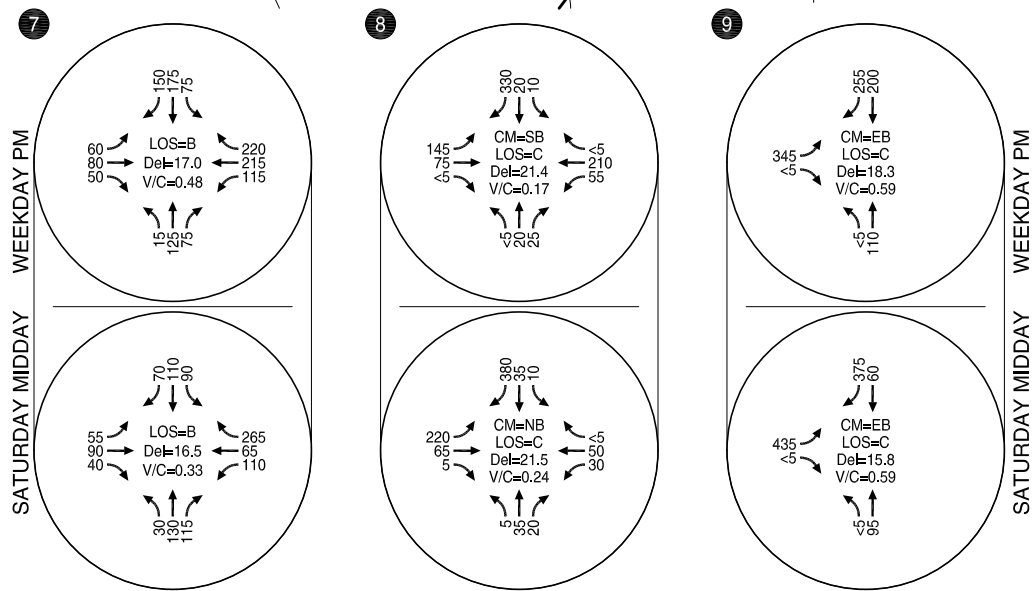 7
8
9
WEEKDAY PM
150
175
75
60
80
50
LOS=B
Del=17.0
V/C=0.48
220
215
115
15
125
75
330
20
10
145
75
<5
CM=SB
LOS=C
Del=21.4
V/C=0.17
<5
210
55
<5
20
25
255
200
345
<5
CM=EB
LOS=C
Del=18.3
V/C=0.59
<5
110
WEEKDAY PM
SATURDAY MIDDAY
70
110
90
55
90
40
LOS=B
Del=16.5
V/C=0.33
265
65
110
30
130
115
380
35
10
220
65
5
CM=NB
LOS=C
Del=21.5
V/C=0.24
<5
50
30
5
35
20
375
60
435
<5
CM=EB
LOS=C
Del=15.8
V/C=0.59
<5
95
SATURDAY MIDDAY